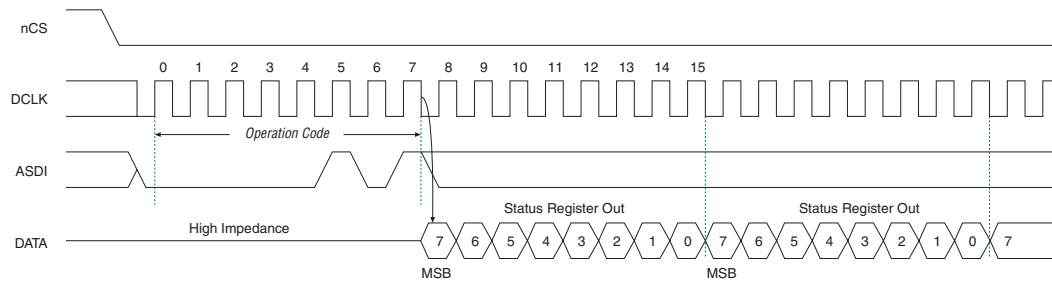 nCS
0 1 2 3 4 5 6 7 8 9 10 11 12 13 14 15
DCLK
Operation Code
ASDI
Status Register Out Status Register Out
High Impedance
DATA
7 6 5 4 3 2 1 0 7 6 5 4 3 2 1 0 7
MSB MSB